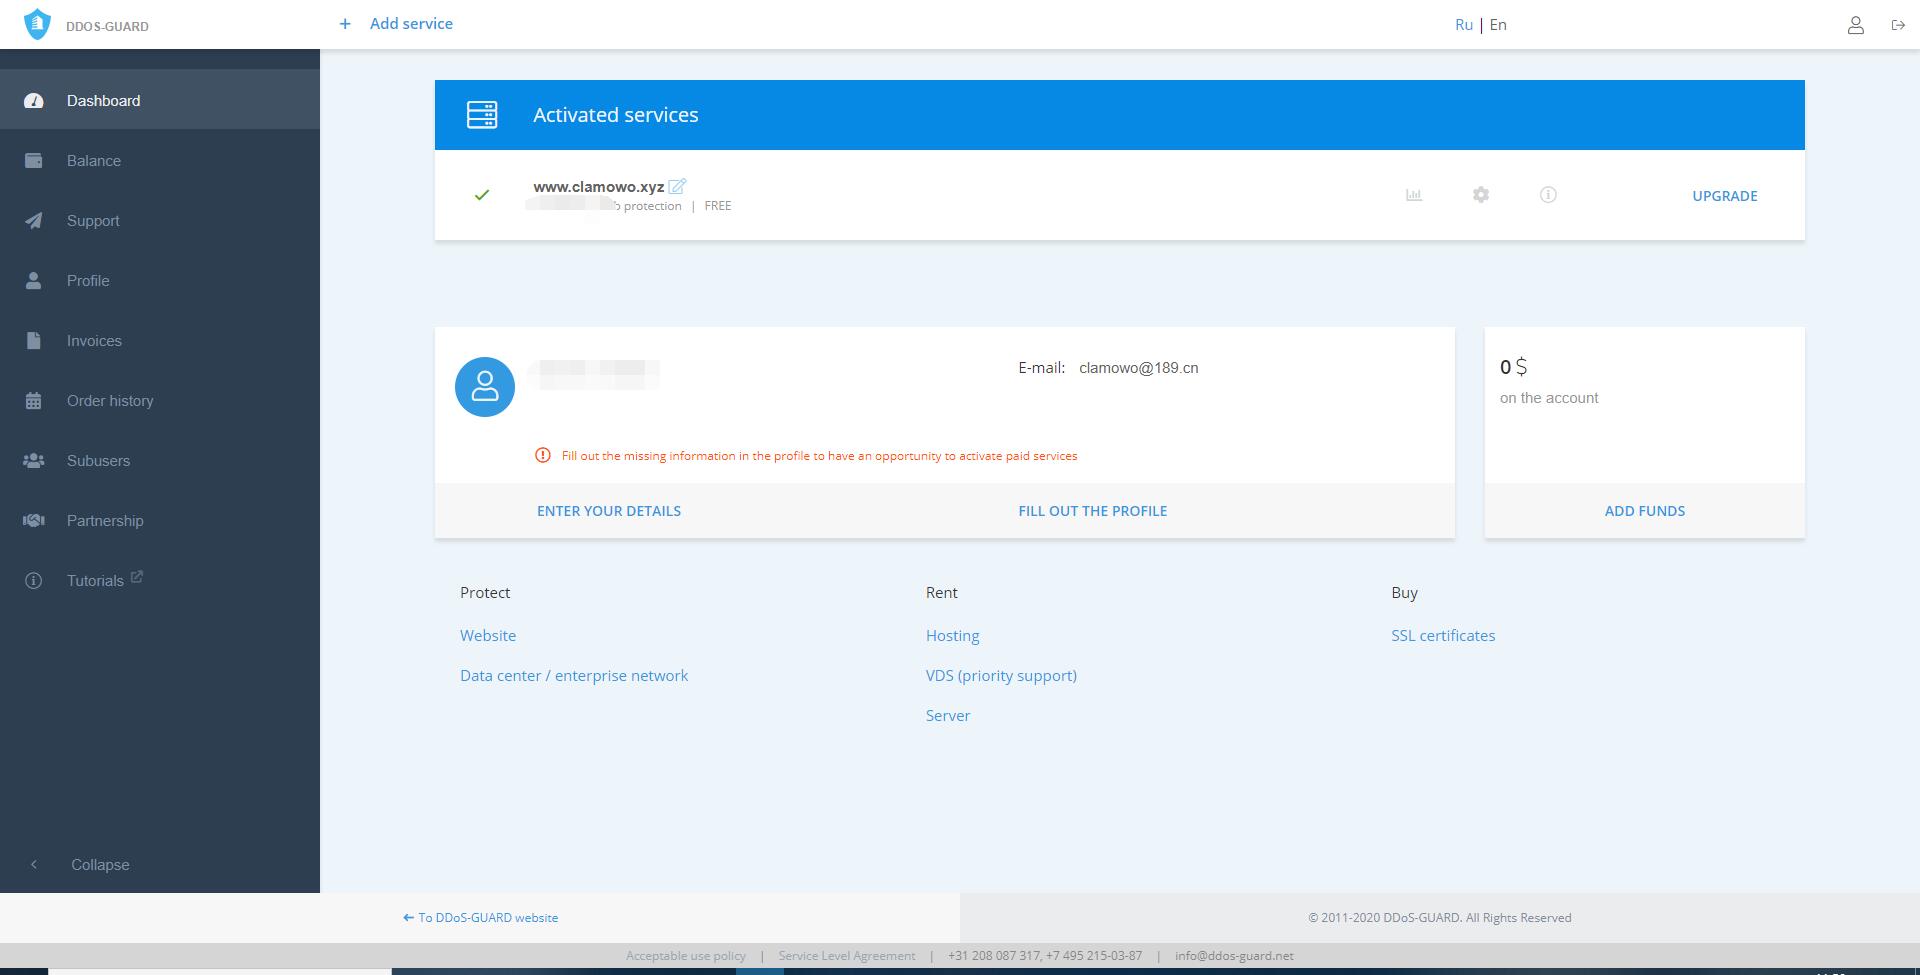 DDOS-GUARD
+ Add service
Ru | En
Dashboard
Balance
Support
Profile
Invoices
Order history
Subusers
Partnership
Tutorials
Collapse
Activated services
www.clamowo.xyz
protection | FREE
UPGRADE
E-mail: clamowo@189.cn
Fill out the missing information in the profile to have an opportunity to activate paid services
ENTER YOUR DETAILS
FILL OUT THE PROFILE
0 $
on the account
ADD FUNDS
Protect
Website
Data center / enterprise network
Rent
Hosting
VDS (priority support)
Server
Buy
SSL certificates
To DDoS-GUARD website
© 2011-2020 DDoS-GUARD. All Rights Reserved
Acceptable use policy | Service Level Agreement | +31 208 087 317, +7 495 215-03-87 | info@ddos-guard.net